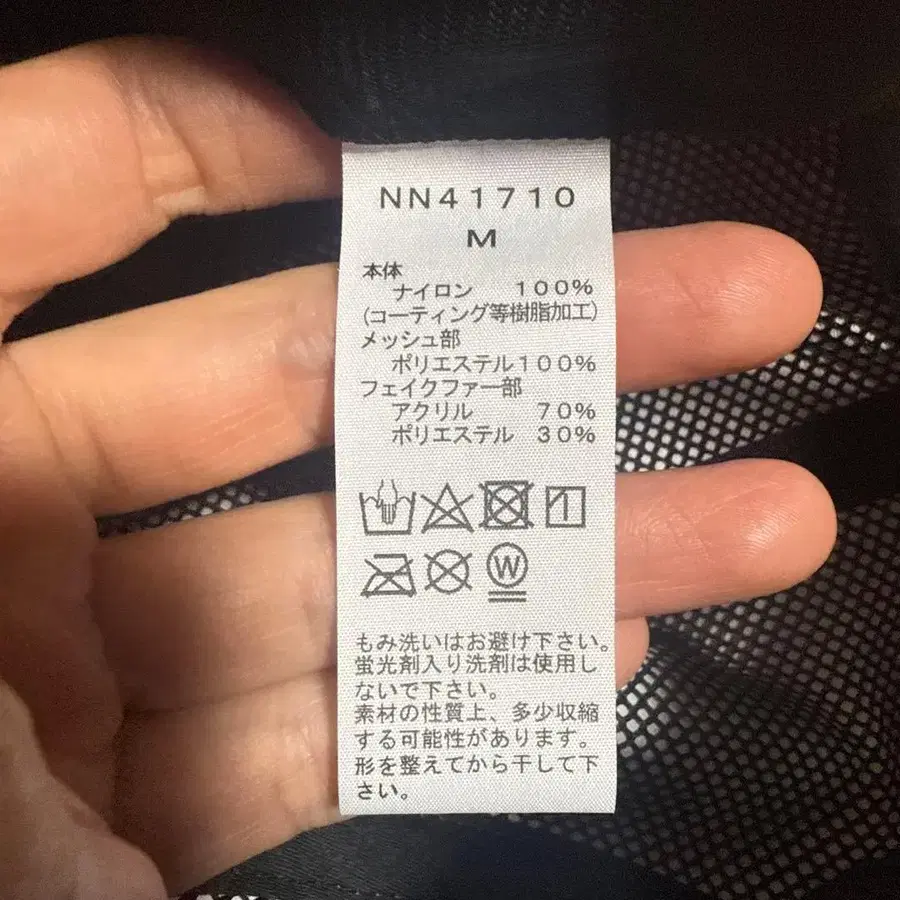 NN41710
M
本体
ナイロン 100%
(コーティング等樹脂加工)
メッシュ部
ポリエステル100%
フェイクファー部
アクリル 70%
ポリエステル 30%
W
もみ洗いはお避け下さい。
蛍光剤入り洗剤は使用し
ないで下さい。
素材の性質上、多少収縮
する可能性があります。
形を整えてから干して下
さい。